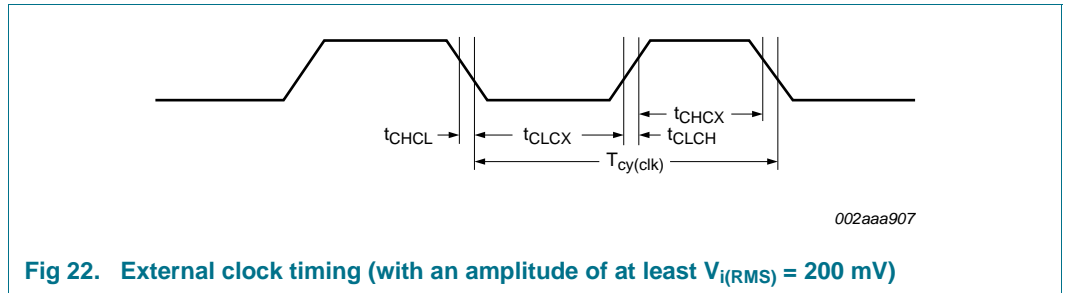 tCHCX
tCHCL
tCLCX
tCLCH
Tcy(clk)
002aaa907
Fig 22. External clock timing (with an amplitude of at least Vi(RMS) = 200 mV)